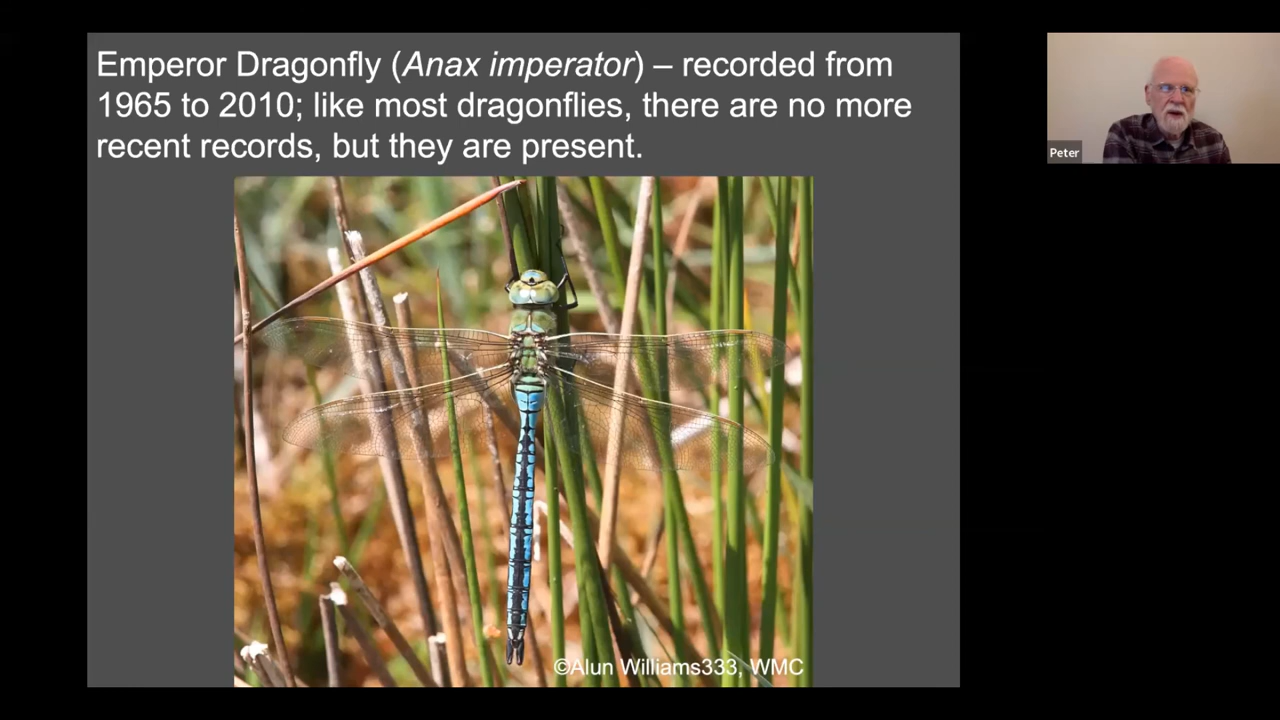 Emperor Dragonfly (Anax imperator) – recorded from
1965 to 2010; like most dragonflies, there are no more
recent records, but they are present.
Peter
©Alun Williams333, WMC